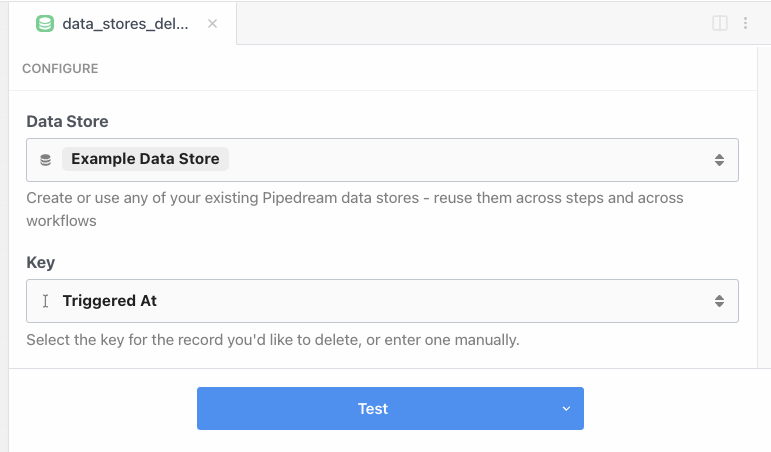 data_stores_del...
CONFIGURE
Data Store
Example Data Store
Create or use any of your existing Pipedream data stores - reuse them across steps and across
workflows
Key
Triggered At
Select the key for the record you'd like to delete, or enter one manually.
Test